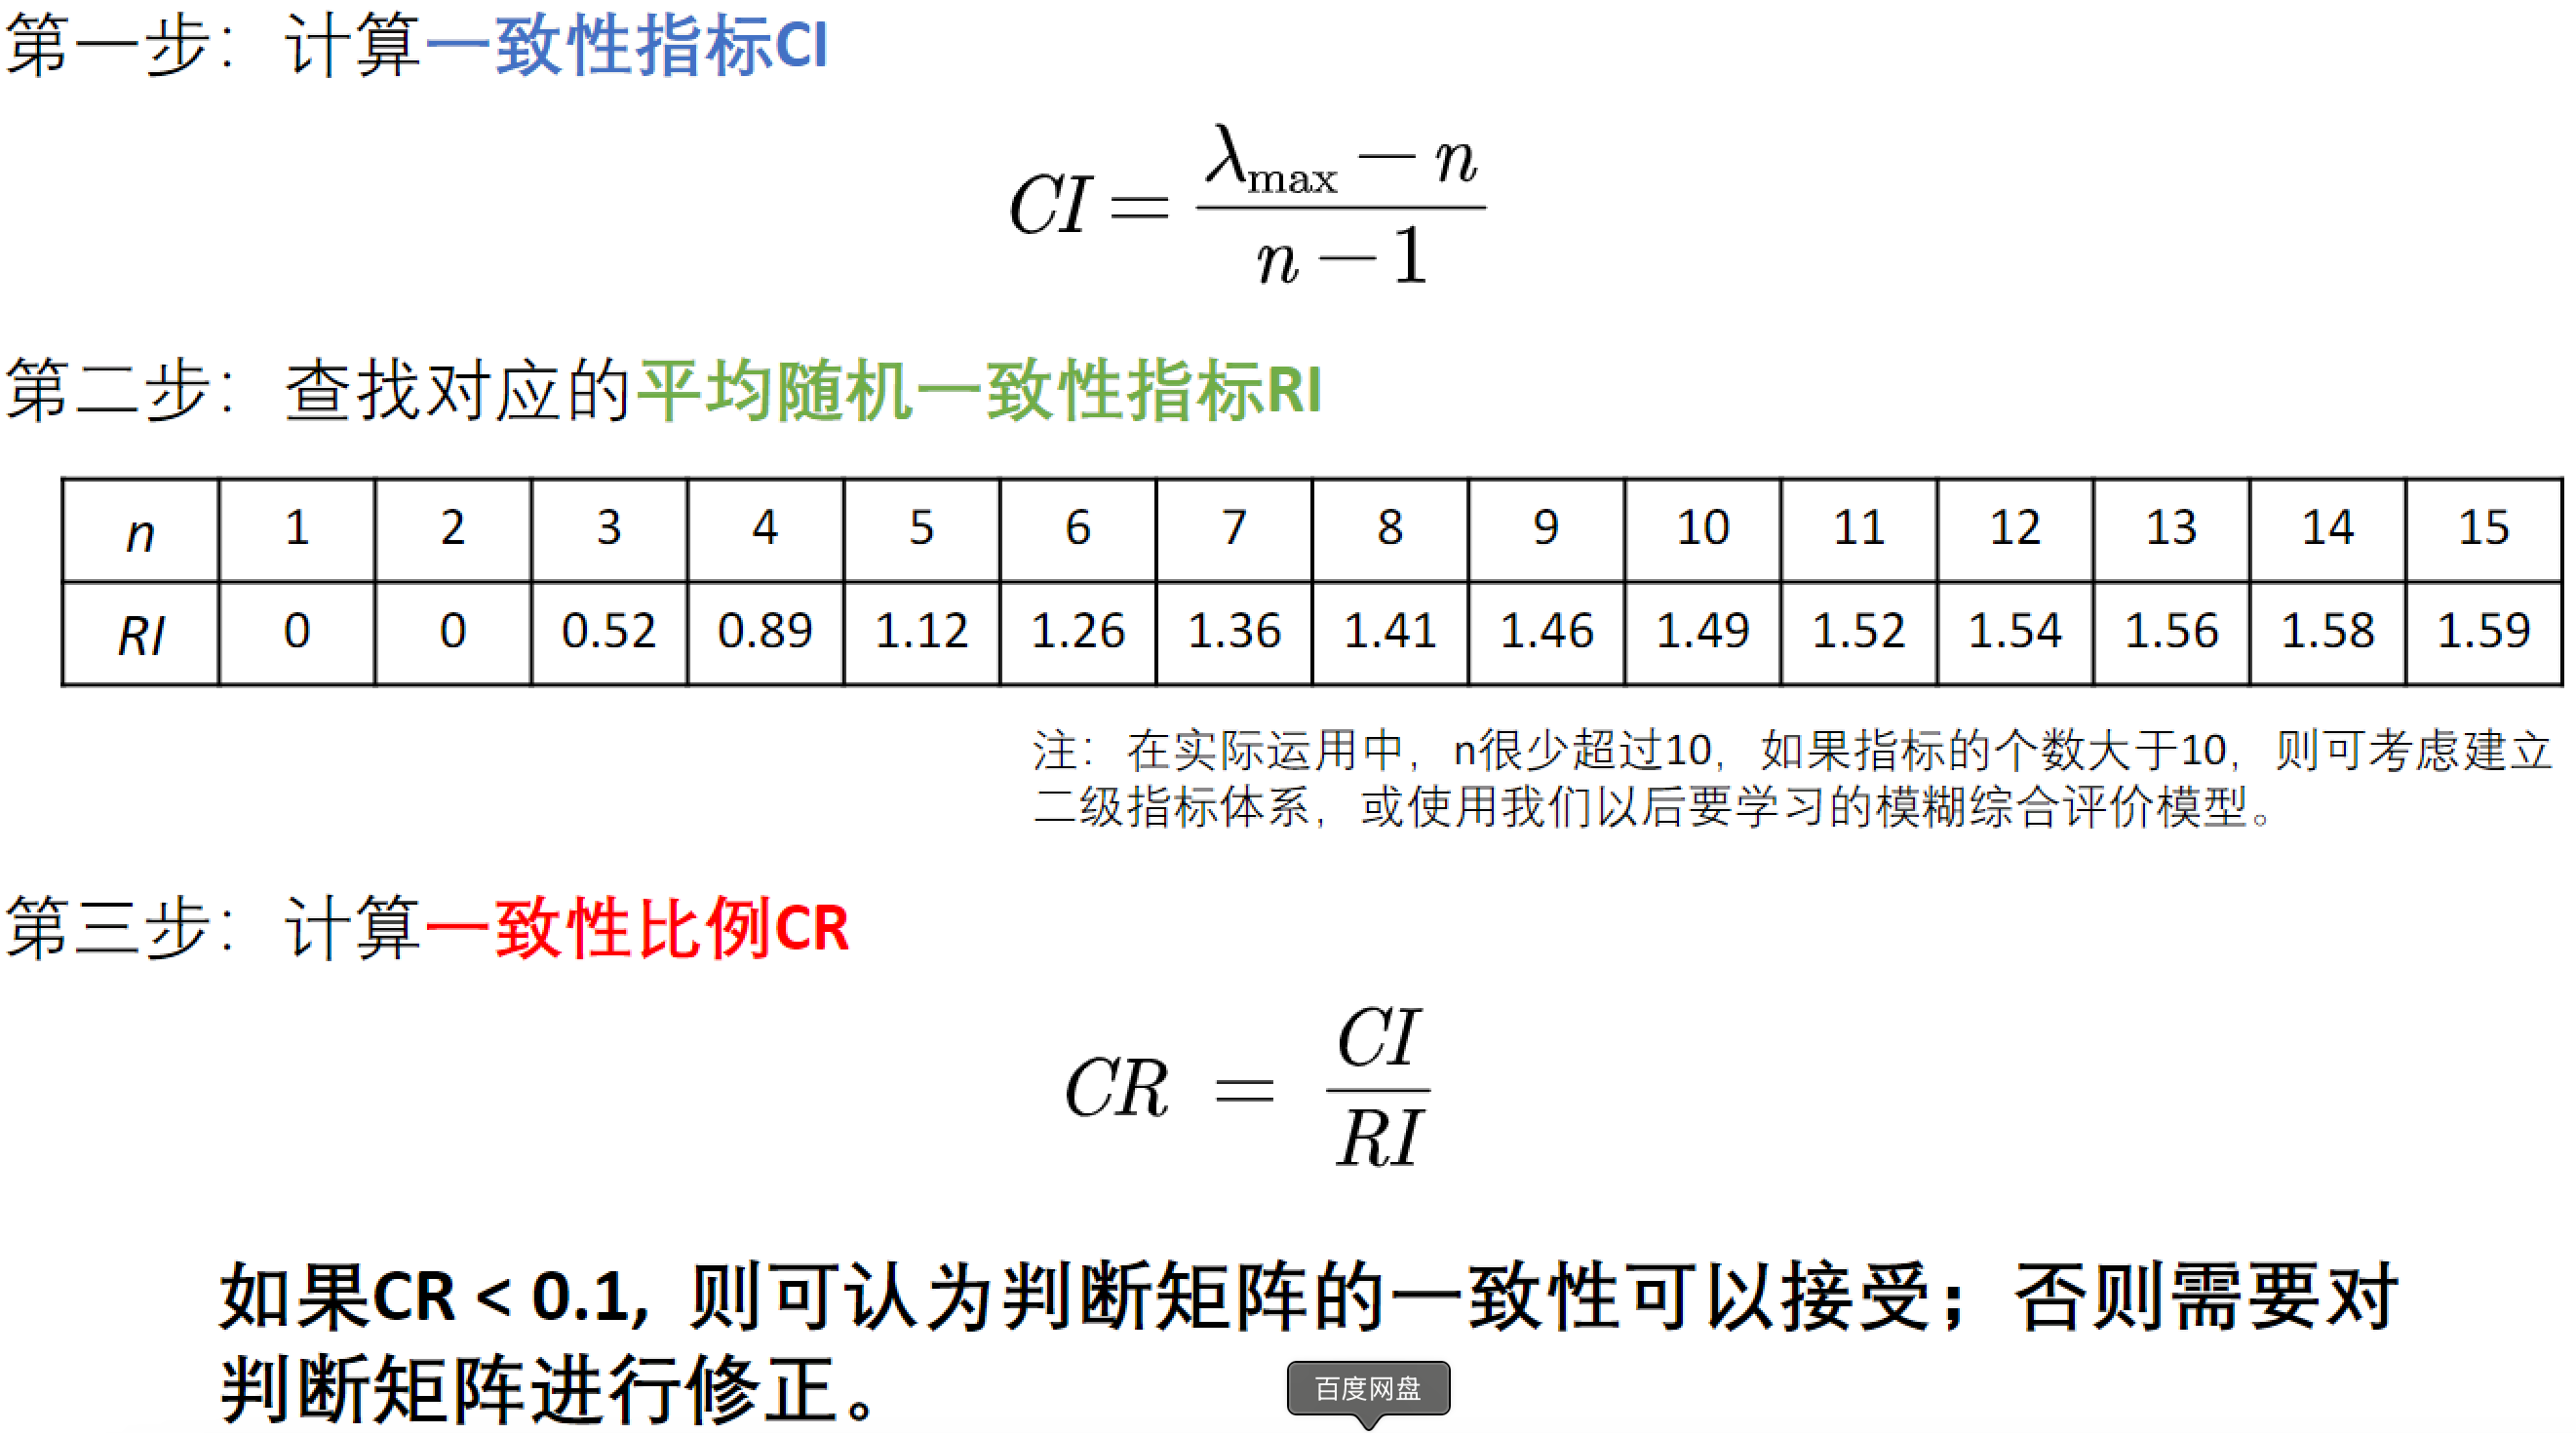 第一步：计算一致性指标CI
CI = (λmax − n) / (n − 1)
第二步：查找对应的平均随机一致性指标RI
n 1 2 3 4 5 6 7 8 9 10 11 12 13 14 15
RI 0 0 0.52 0.89 1.12 1.26 1.36 1.41 1.46 1.49 1.52 1.54 1.56 1.58 1.59
注：在实际运用中，n很少超过10，如果指标的个数大于10，则可考虑建立
二级指标体系，或使用我们以后要学习的模糊综合评价模型。
第三步：计算一致性比例CR
CR = CI / RI
如果CR < 0.1, 则可认为判断矩阵的一致性可以接受；否则需要对
判断矩阵进行修正。
百度网盘